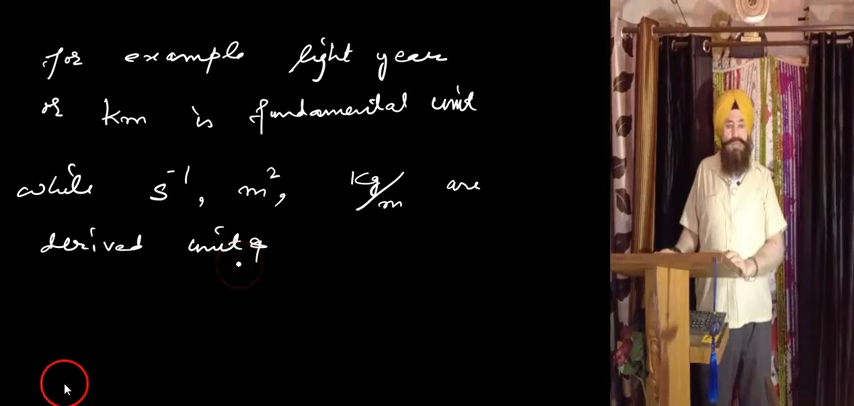 for example light year
or km is fundamental unit
while s⁻¹, m², kg/m are
derived units